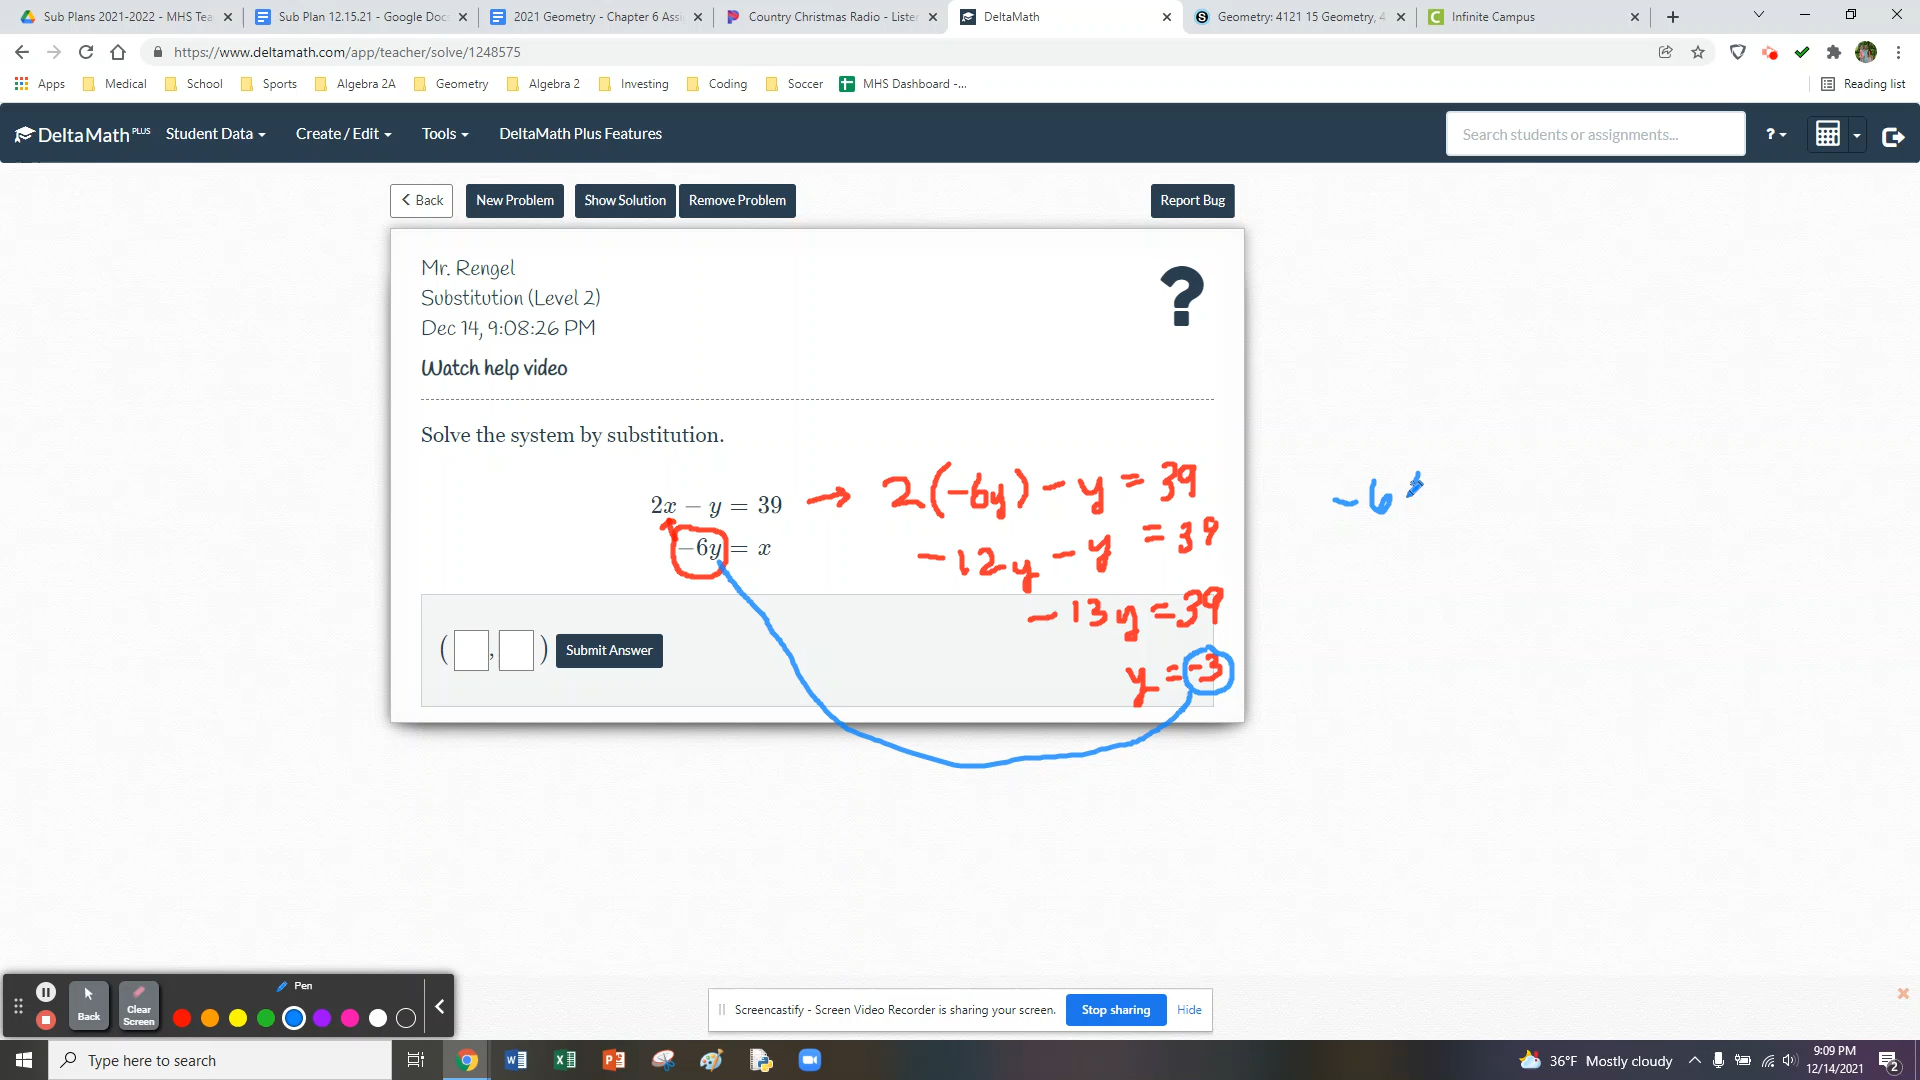 Sub Plans 2021-2022 - MHS Tea
Sub Plan 12.15.21 - Google Docs
2021 Geometry - Chapter 6 Assi
Country Christmas Radio - Listen
DeltaMath
Geometry: 4121 15 Geometry, 4
Infinite Campus
https://www.deltamath.com/app/teacher/solve/1248575
Apps
Medical
School
Sports
Algebra 2A
Geometry
Algebra 2
Investing
Coding
Soccer
MHS Dashboard -...
Reading list
DeltaMath PLUS
Student Data
Create / Edit
Tools
DeltaMath Plus Features
Search students or assignments...
?
Back
New Problem
Show Solution
Remove Problem
Report Bug
Mr. Rengel
Substitution (Level 2)
Dec 14, 9:08:26 PM
?
Watch help video
Solve the system by substitution.
2x − y = 39 → 2(-6y) - y = 39
-6
−6y = x
-12y - y = 39
-13y = 39
( , )
Submit Answer
y = -3
Pen
Back
Clear Screen
Screencastify - Screen Video Recorder is sharing your screen.
Stop sharing
Hide
Type here to search
36°F Mostly cloudy
9:09 PM
12/14/2021
2